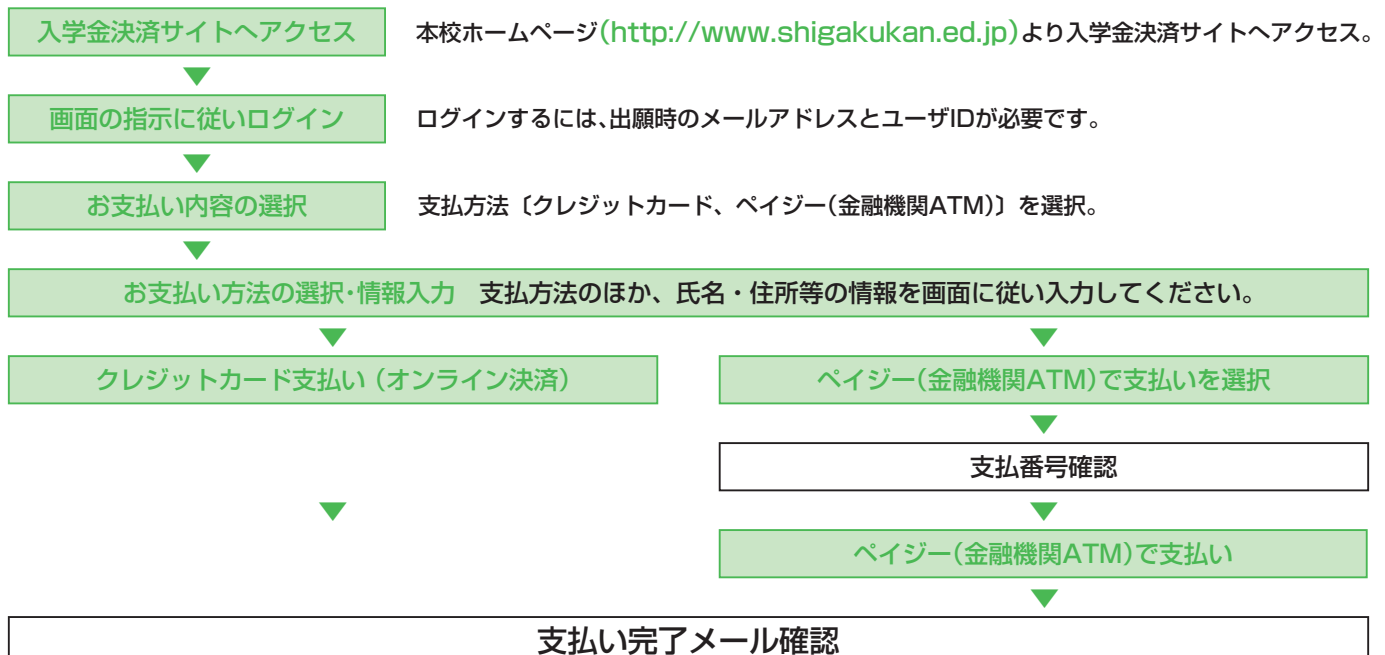 入学金決済サイトへアクセス 本校ホームページ(http://www.shigakukan.ed.jp)より入学金決済サイトへアクセス。
画面の指示に従いログイン ログインするには、出願時のメールアドレスとユーザIDが必要です。
お支払い内容の選択 支払方法〔クレジットカード、ペイジー(金融機関ATM)〕を選択。
お支払い方法の選択・情報入力 支払方法のほか、氏名・住所等の情報を画面に従い入力してください。
クレジットカード支払い(オンライン決済)
ペイジー(金融機関ATM)で支払いを選択
支払番号確認
ペイジー(金融機関ATM)で支払い
支払い完了メール確認